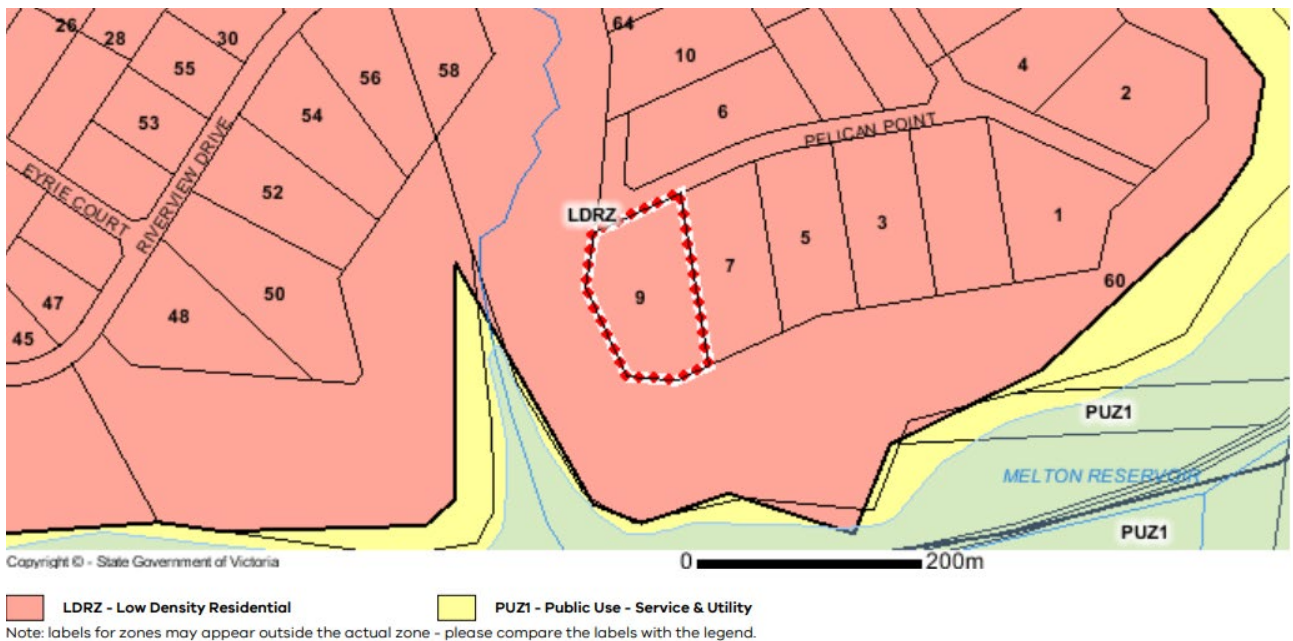 64
26
28
30
55
56
58
10
4
2
53
54
6
PELICAN POINT
RIVERVIEW DRIVE
EYRIE COURT
52
LDRZ
5
3
1
7
60
9
50
48
47
45
PUZ1
MELTON RESERVOIR
PUZ1
Copyright © - State Government of Victoria
0 200m
LDRZ - Low Density Residential PUZ1 - Public Use - Service & Utility
Note: labels for zones may appear outside the actual zone - please compare the labels with the legend.